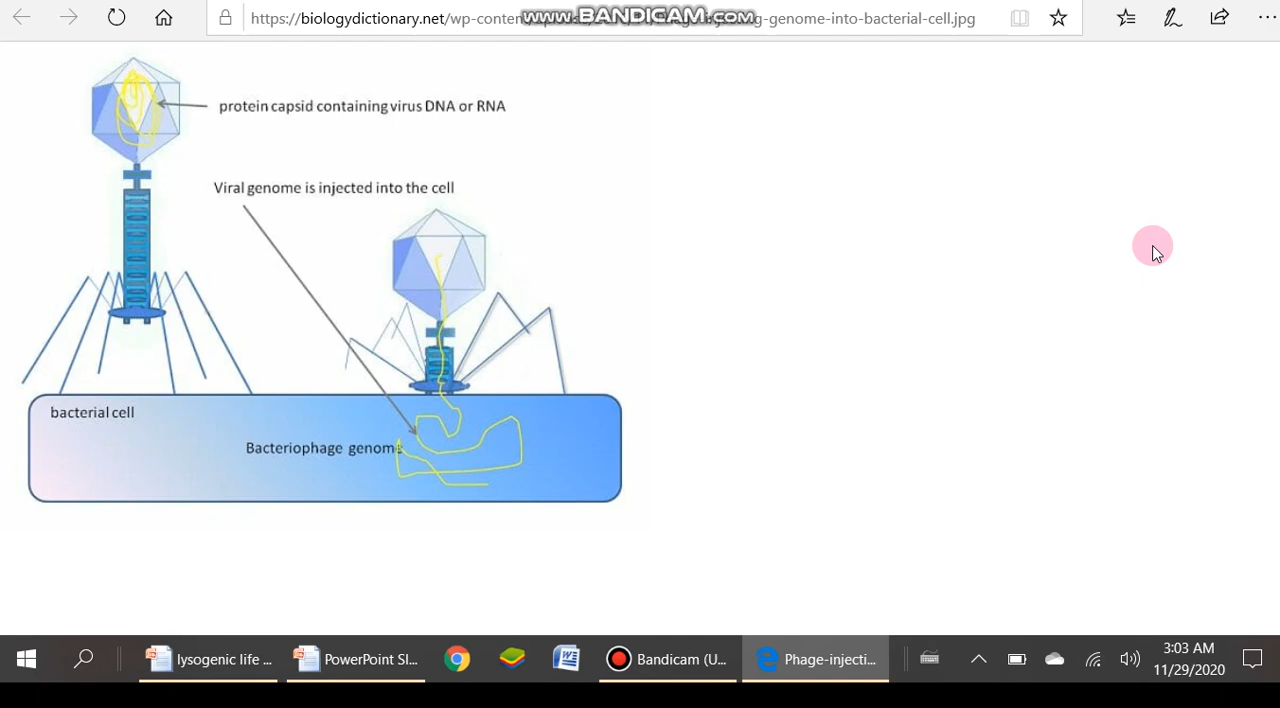 https://biologydictionary.net/wp-conten
www.BANDICAM.com
g-genome-into-bacterial-cell.jpg
protein capsid containing virus DNA or RNA
Viral genome is injected into the cell
bacterial cell
Bacteriophage genome
lysogenic life ...
PowerPoint Sl...
Bandicam (U...
Phage-injecti...
3:03 AM
11/29/2020